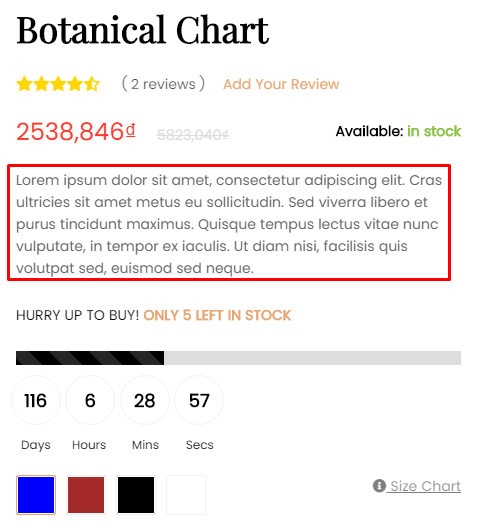 Botanical Chart
( 2 reviews ) Add Your Review
2538,846₫ 5823,040₫ Available: in stock
Lorem ipsum dolor sit amet, consectetur adipiscing elit. Cras
ultricies sit amet metus eu sollicitudin. Sed viverra libero et
purus tincidunt maximus. Quisque tempus lectus vitae nunc
vulputate, in tempor ex iaculis. Ut diam nisi, facilisis quis
volutpat sed, euismod sed neque.
HURRY UP TO BUY! ONLY 5 LEFT IN STOCK
116 6 28 57
Days Hours Mins Secs
Size Chart